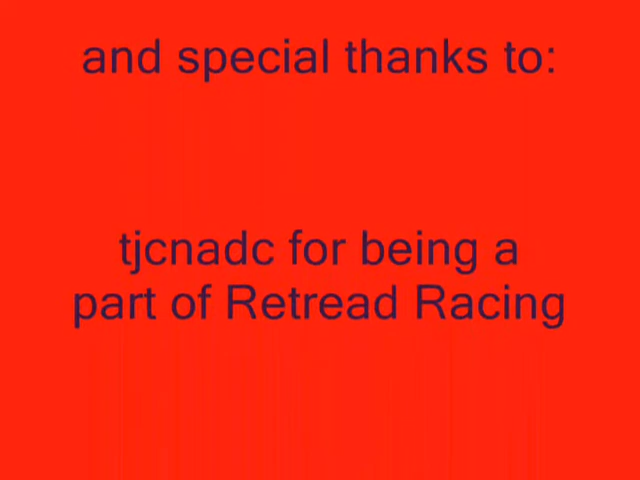 and special thanks to:
tjcnadc for being a
part of Retread Racing